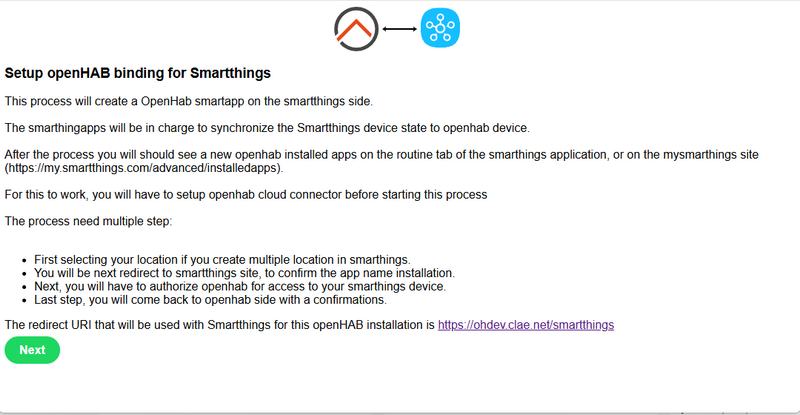 Setup openHAB binding for Smartthings
This process will create a OpenHab smartapp on the smartthings side.
The smarthingapps will be in charge to synchronize the Smartthings device state to openhab device.
After the process you will should see a new openhab installed apps on the routine tab of the smarthings application, or on the mysmarthings site
(https://my.smartthings.com/advanced/installedapps).
For this to work, you will have to setup openhab cloud connector before starting this process
The process need multiple step:
First selecting your location if you create multiple location in smarthings.
You will be next redirect to smartthings site, to confirm the app name installation.
Next, you will have to authorize openhab for access to your smarthings device.
Last step, you will come back to openhab side with a confirmations.
The redirect URI that will be used with Smartthings for this openHAB installation is https://ohdev.clae.net/smartthings
Next